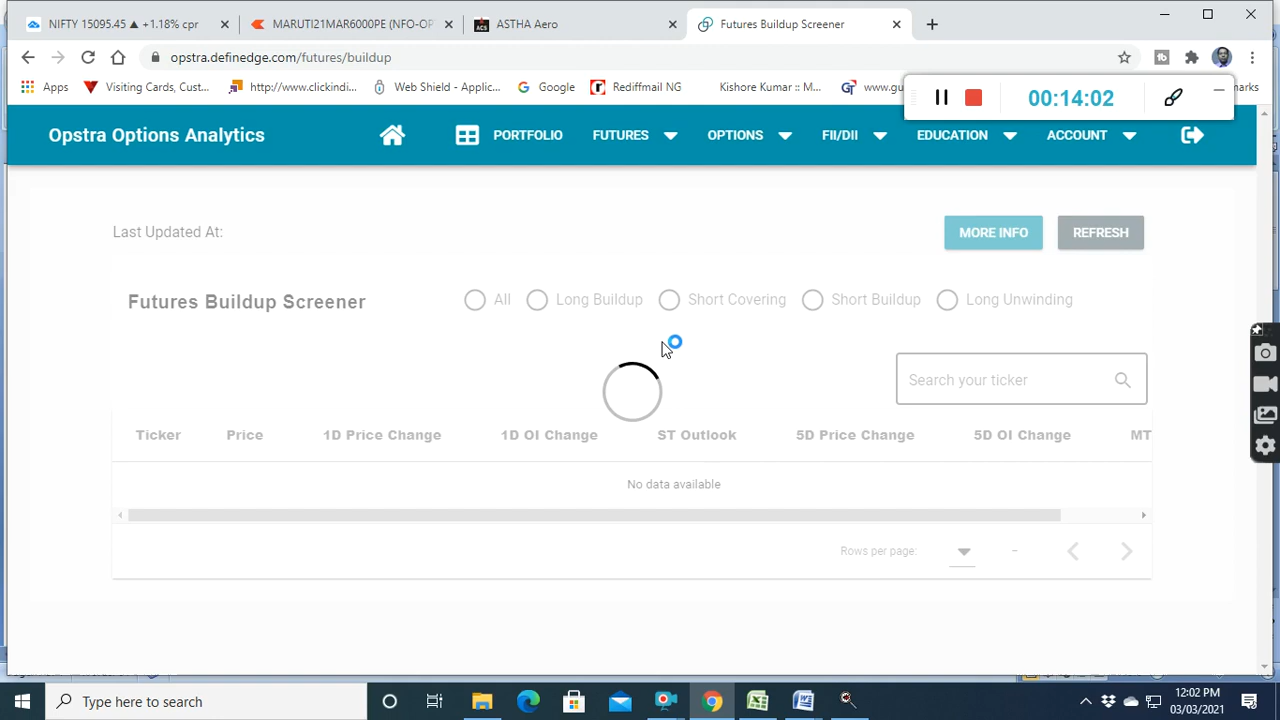 NIFTY 15095.45 ▲ +1.18% cpr
MARUTI21MAR6000PE (NFO-OP
ASTHA Aero
Futures Buildup Screener
opstra.definedge.com/futures/buildup
Apps
Visiting Cards, Cust...
http://www.clickindi...
Web Shield - Applic...
Google
Rediffmail NG
Kishore Kumar :: M...
www.gu
00:14:02
Opstra Options Analytics
PORTFOLIO
FUTURES
OPTIONS
FII/DII
EDUCATION
ACCOUNT
Last Updated At:
MORE INFO
REFRESH
Futures Buildup Screener
All
Long Buildup
Short Covering
Short Buildup
Long Unwinding
Search your ticker
Ticker Price 1D Price Change 1D OI Change ST Outlook 5D Price Change 5D OI Change MT
No data available
Rows per page:
-
Type here to search
12:02 PM
03/03/2021